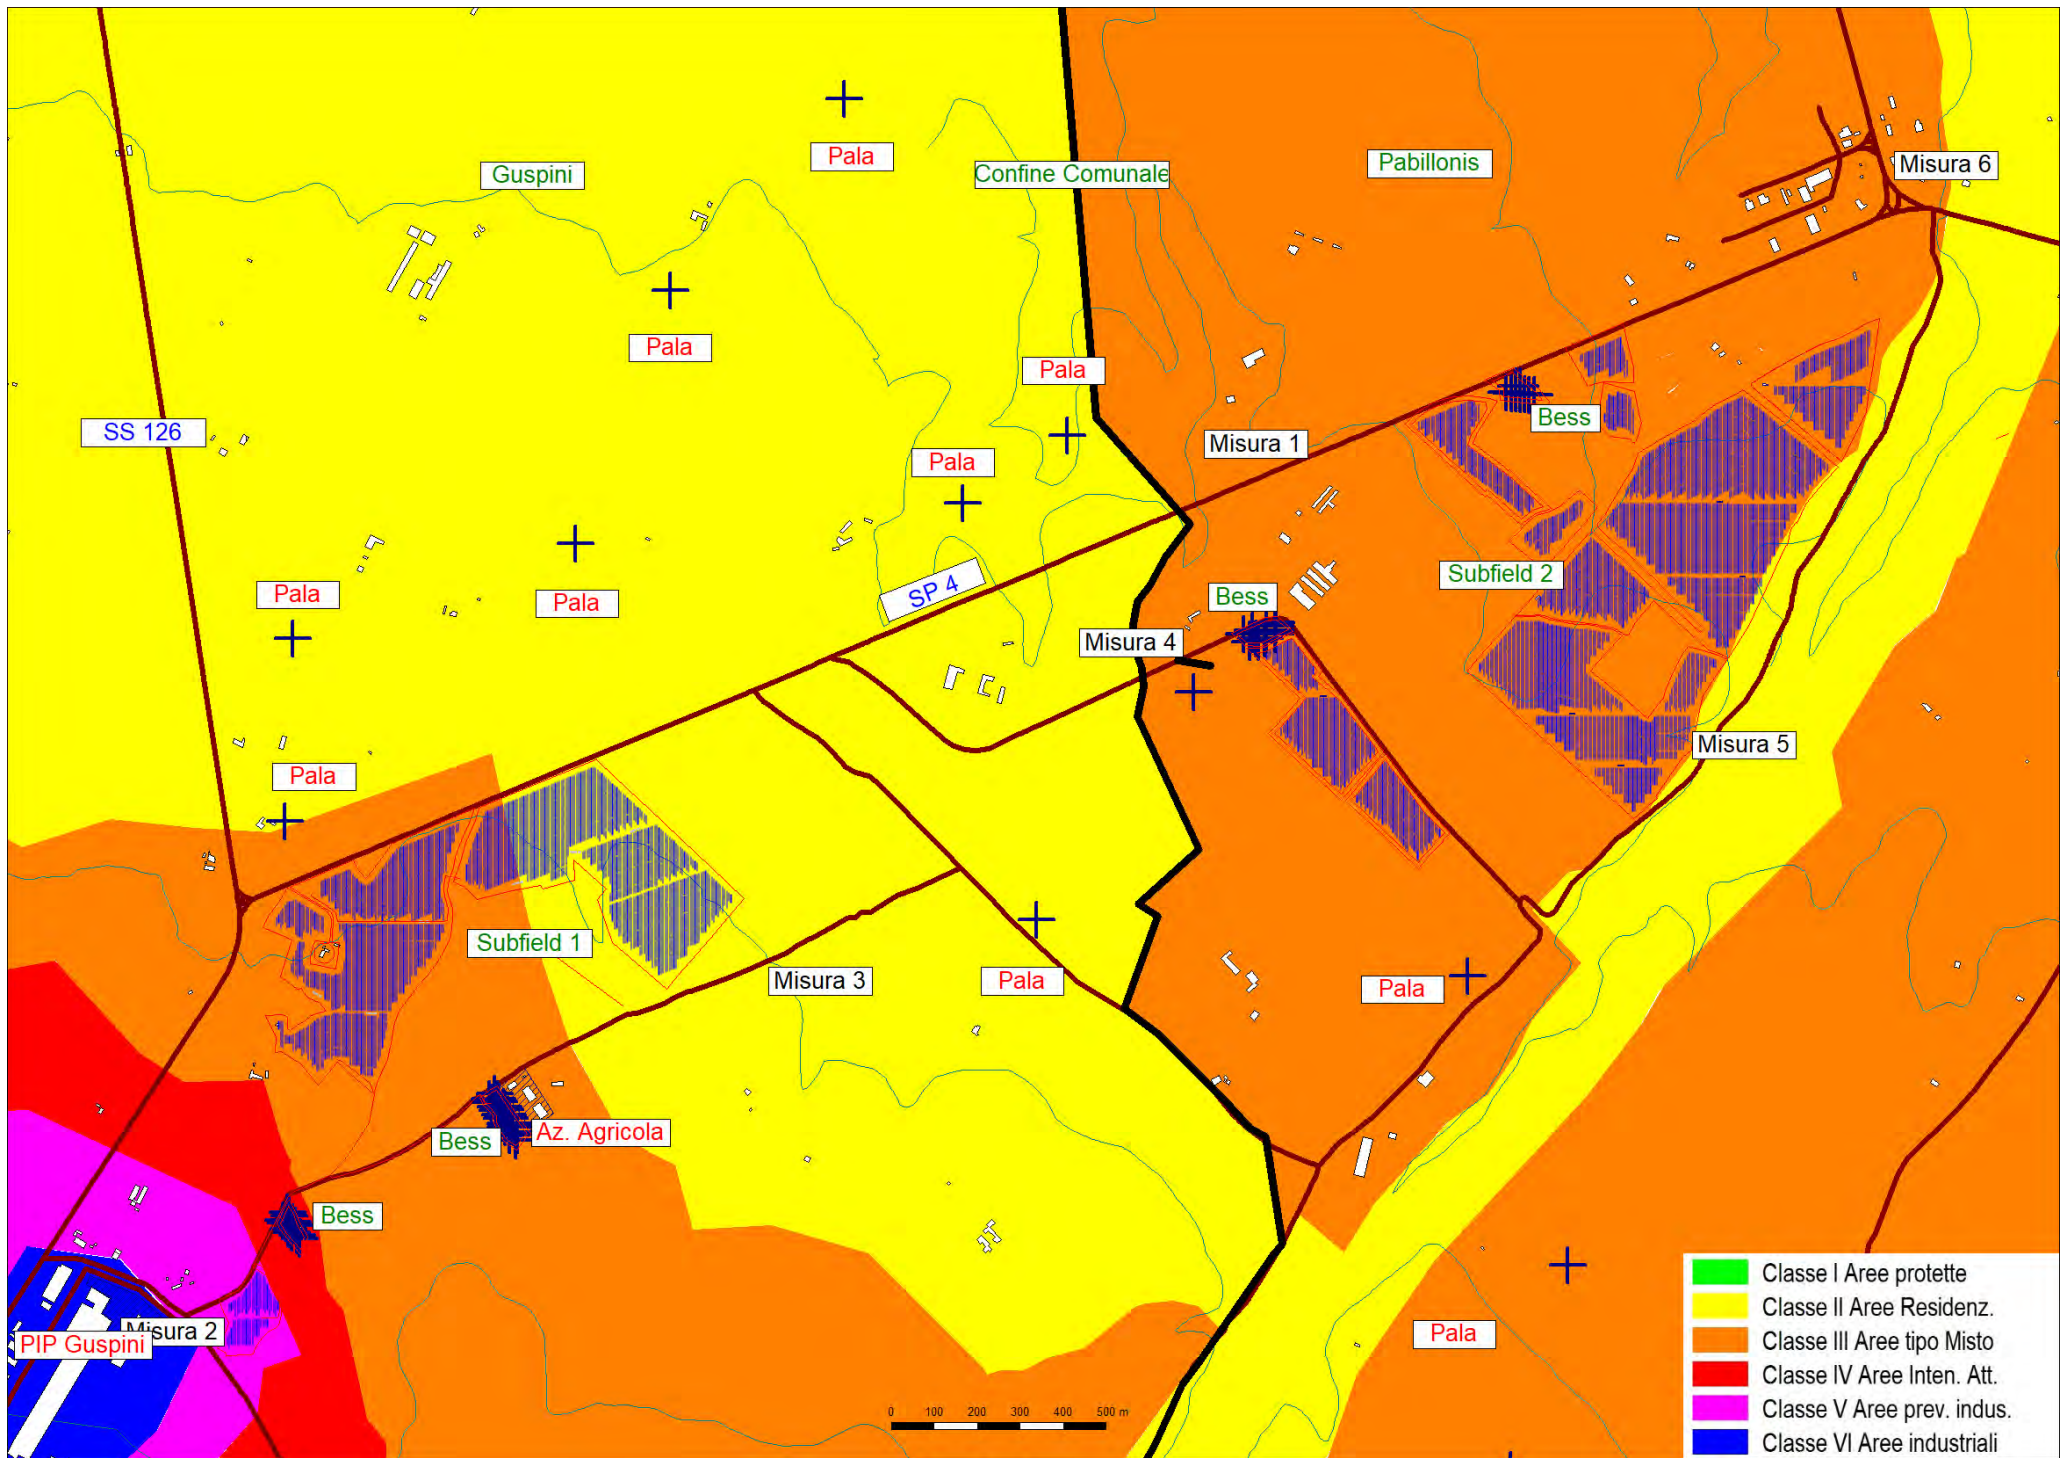 Pala
Guspini
Confine Comunale
Pabillonis
Misura 6
Pala
Pala
SS 126
Pala
Misura 1
Bess
SP 4
Subfield 2
Pala
Pala
Bess
Misura 4
Misura 5
Pala
Subfield 1
Misura 3
Pala
Pala
Bess
Az. Agricola
Bess
Misura 2
PIP Guspini
Pala
0 100 200 300 400 500 m
Classe I Aree protette
Classe II Aree Residenz.
Classe III Aree tipo Misto
Classe IV Aree Inten. Att.
Classe V Aree prev. indus.
Classe VI Aree industriali